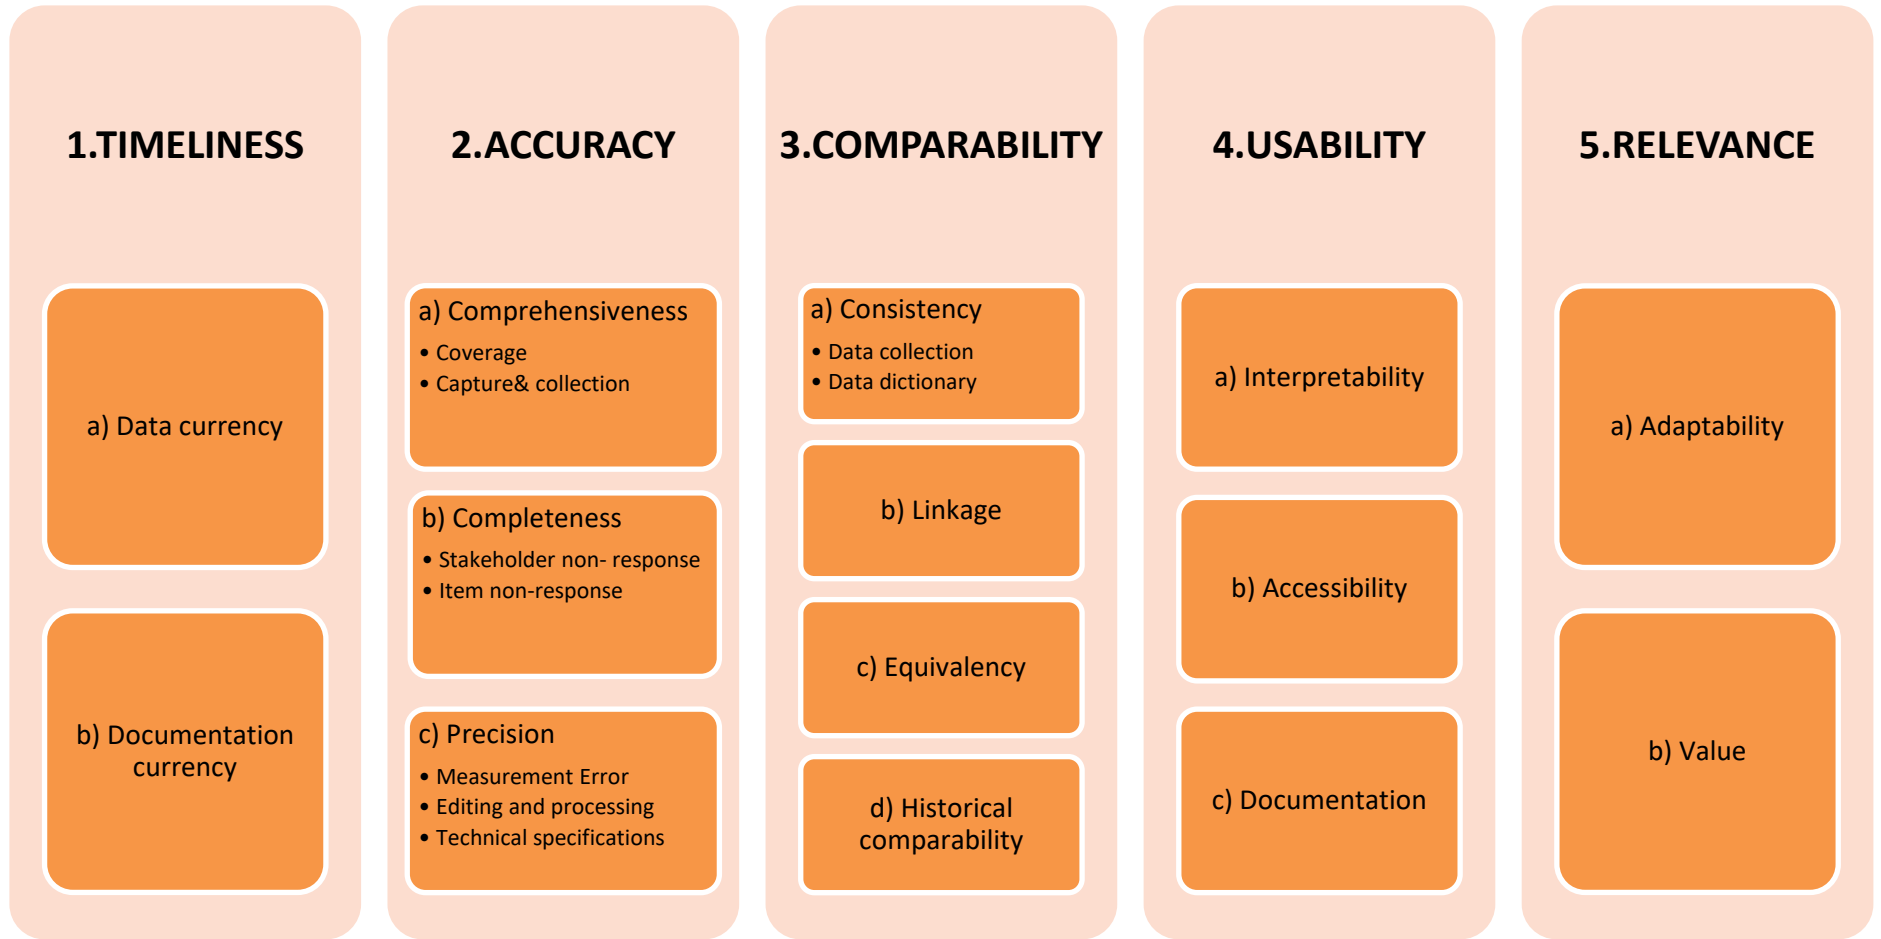 1.TIMELINESS
a) Data currency
b) Documentation
currency
2.ACCURACY
a) Comprehensiveness
• Coverage
• Capture& collection
b) Completeness
• Stakeholder non- response
• Item non-response
c) Precision
• Measurement Error
• Editing and processing
• Technical specifications
3.COMPARABILITY
a) Consistency
• Data collection
• Data dictionary
b) Linkage
c) Equivalency
d) Historical
comparability
4.USABILITY
a) Interpretability
b) Accessibility
c) Documentation
5.RELEVANCE
a) Adaptability
b) Value